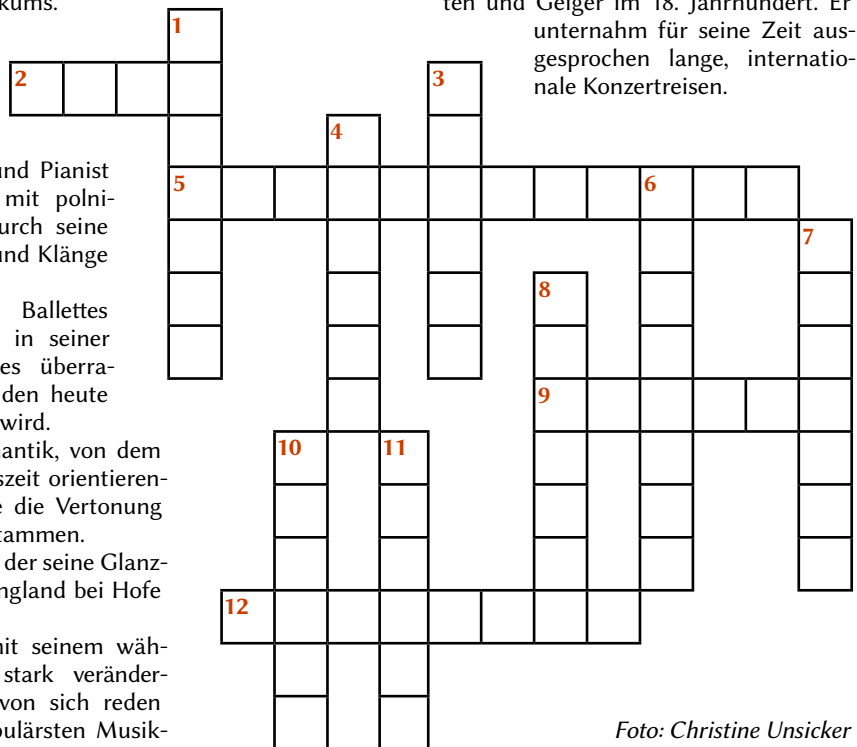 kums.
ten und Geiger im 18. Jahrhundert. Er
unternahm für seine Zeit aus-
gesprochen lange, internatio-
nale Konzertreisen.
1
2
3
4
und Pianist
mit polni-
urch seine
und Klänge
5
6
7
Ballettes
in seiner
es überra-
den heute
wird.
8
9
antik, von dem
szeit orientieren-
e die Vertonung
tammen.
10
11
der seine Glanz-
ngland bei Hofe
12
nit seinem wäh-
stark veränder-
von sich reden
pulärsten Musik-
Foto: Christine Unsicker